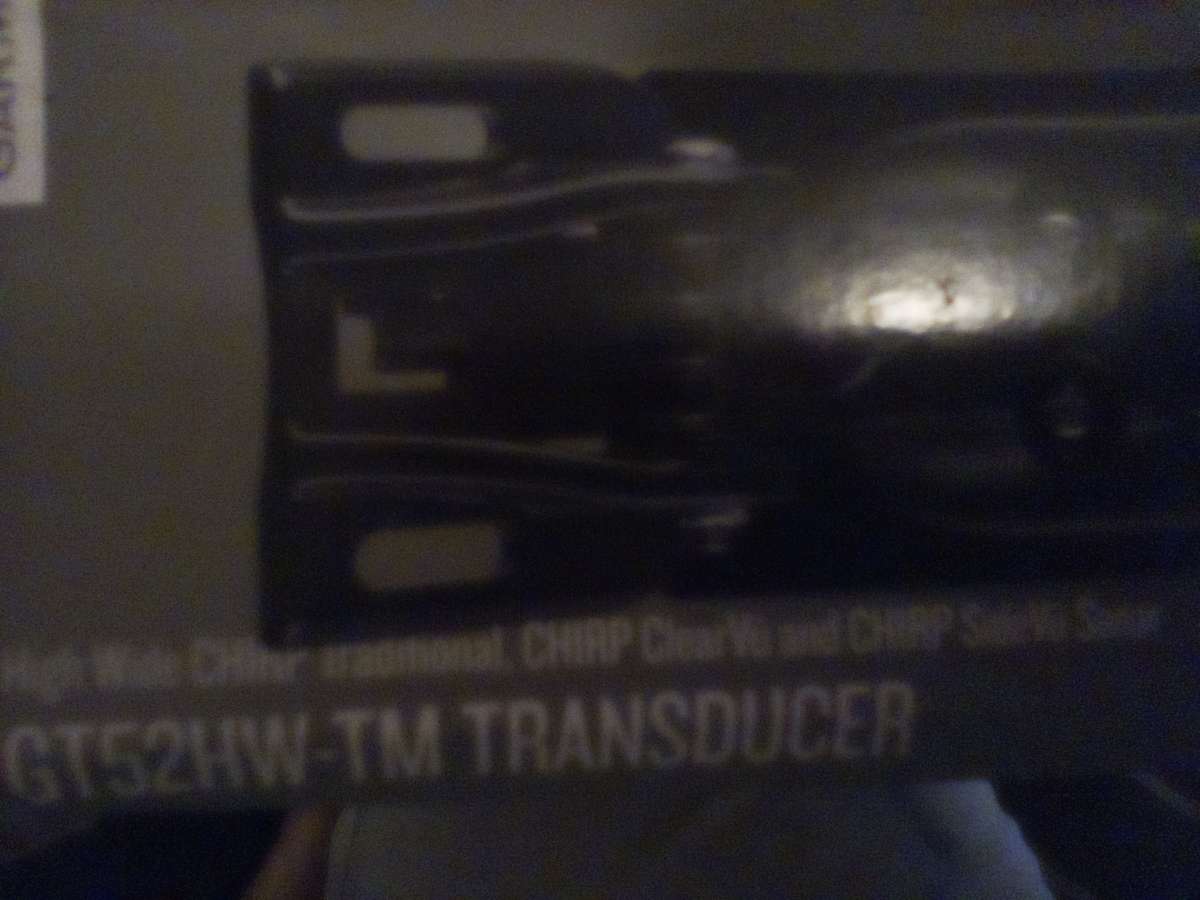 High Wide CHIRP Traditional, CHIRP ClearVü and CHIRP SideVü Sonar
GT52HW-TM TRANSDUCER